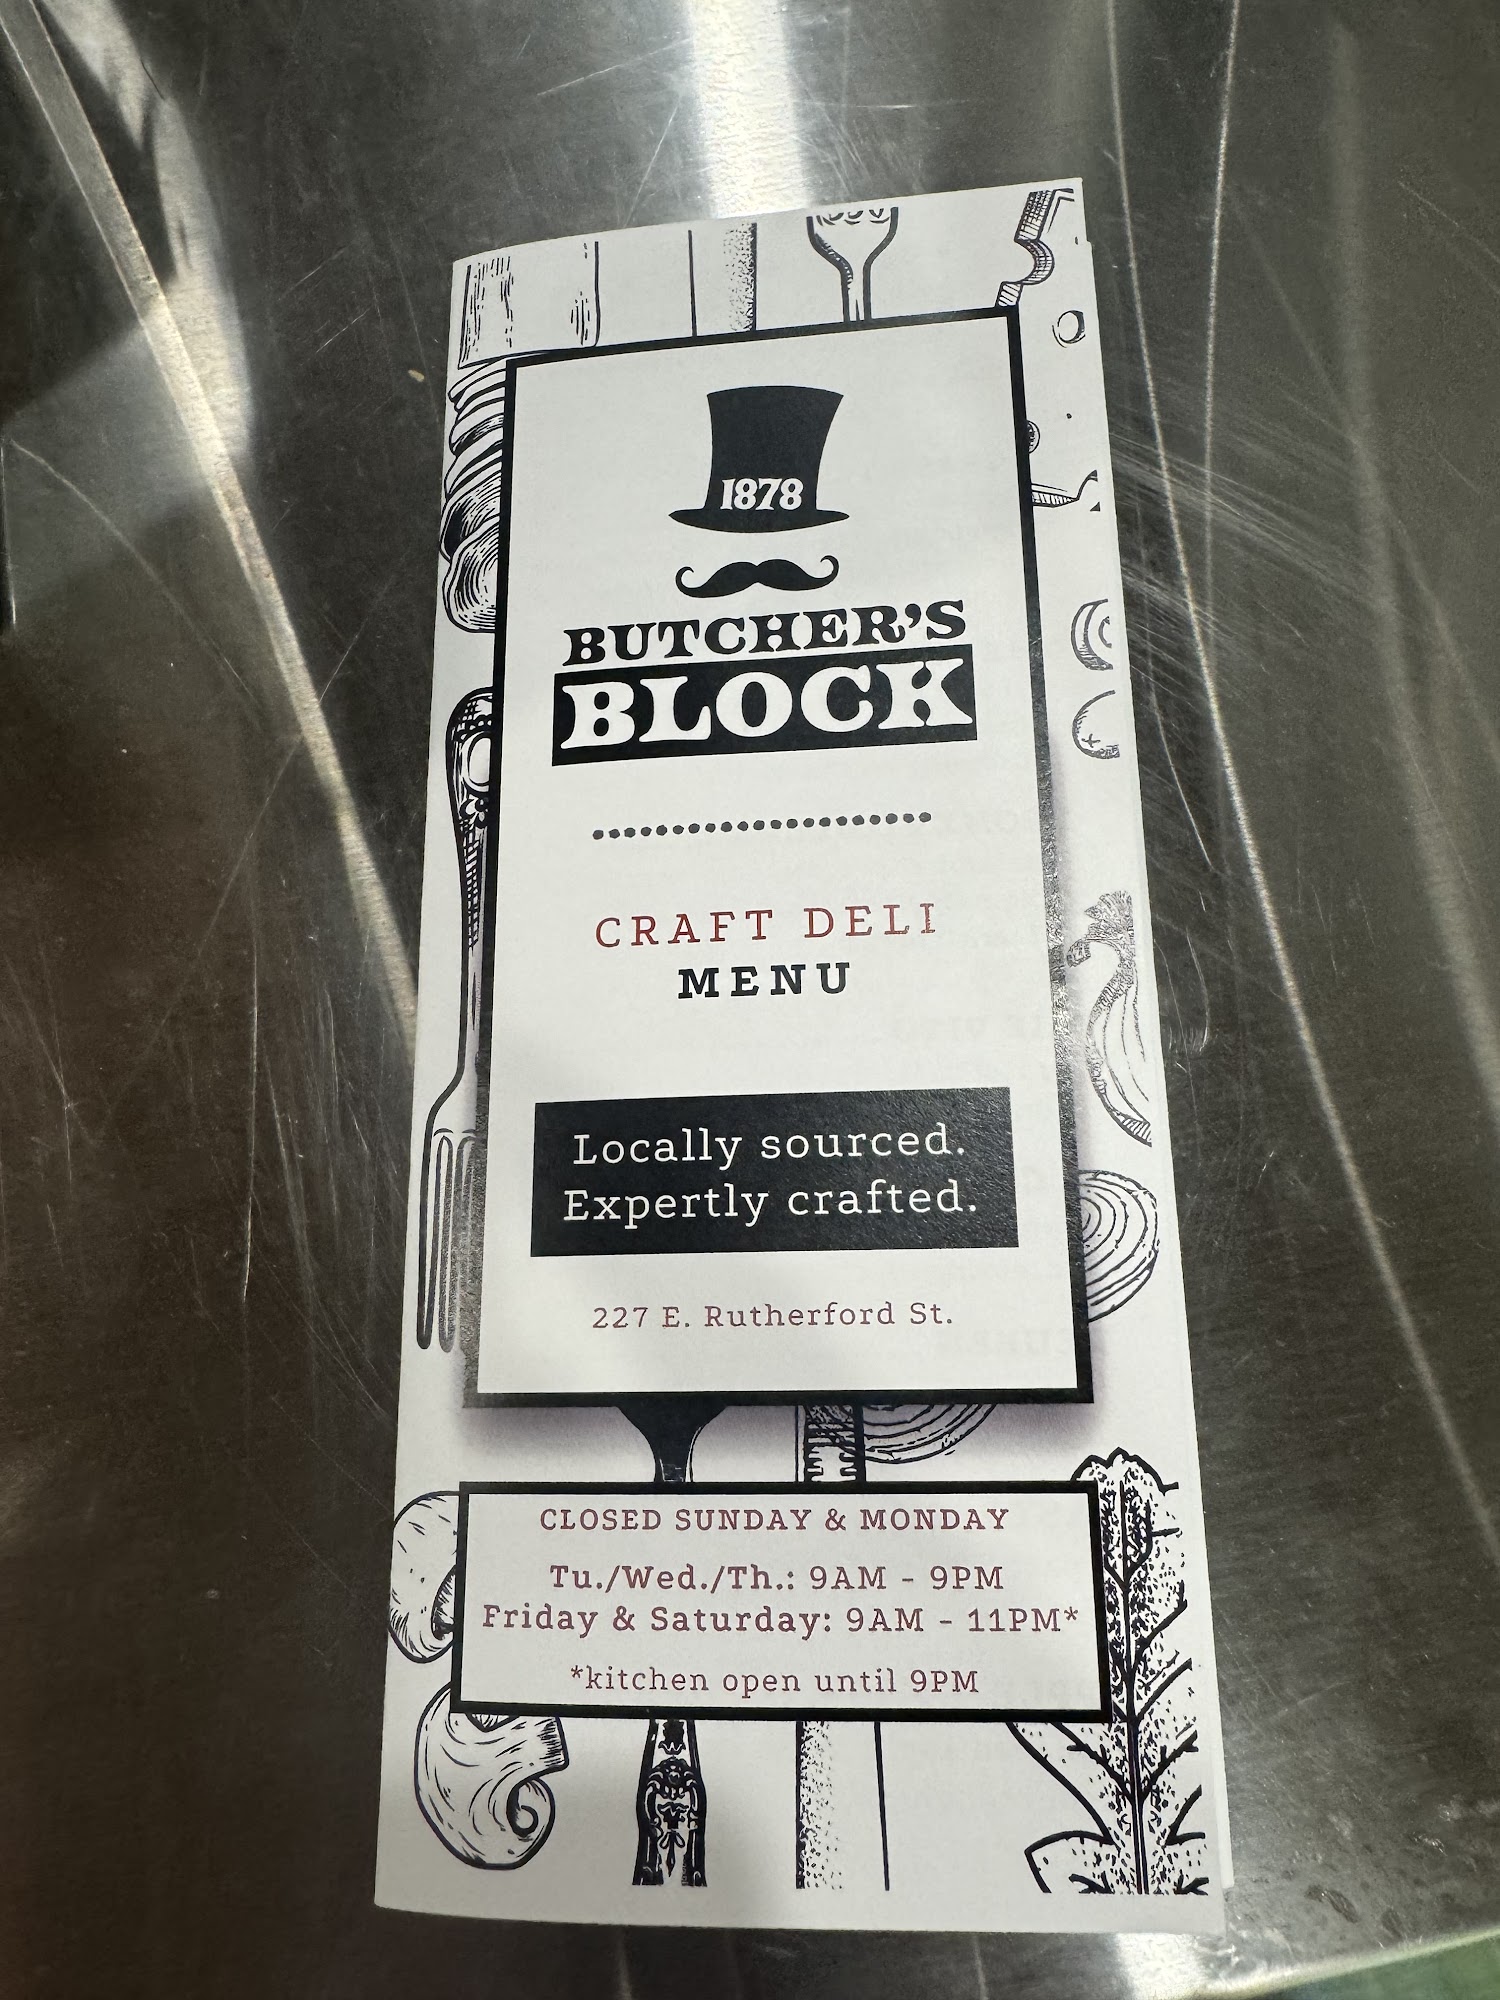 1878
BUTCHER'S
BLOCK
CRAFT DELI
MENU
Locally sourced.
Expertly crafted.
227 E. Rutherford St.
CLOSED SUNDAY & MONDAY
Tu./Wed./Th.: 9AM - 9PM
Friday & Saturday: 9AM - 11PM*
*kitchen open until 9PM